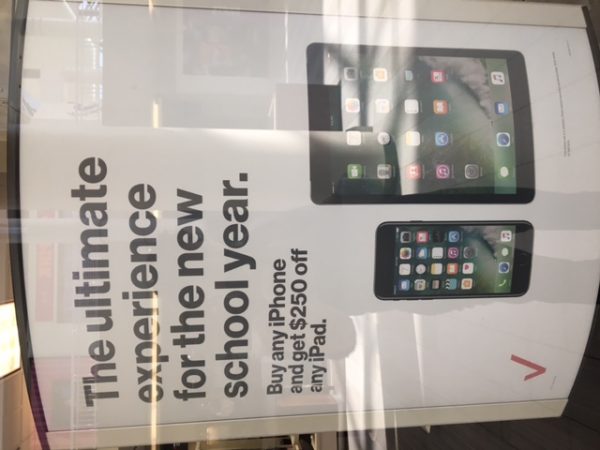 The ultimate
experience
for the new
school year.
Buy any iPhone
and get $250 off
any iPad.